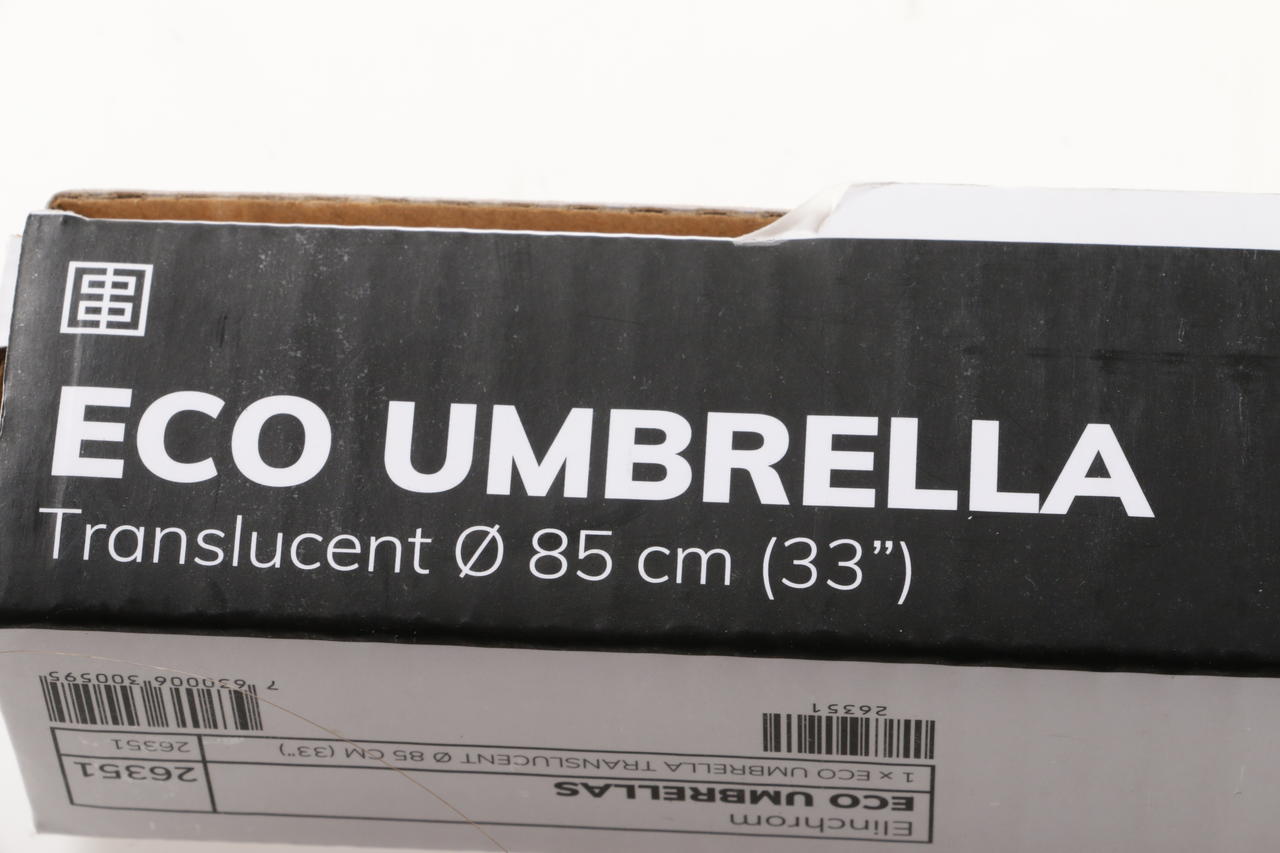 ECO UMBRELLA
Translucent Ø 85 cm (33”)
Elinchrom
ECO UMBRELLAS
26351
1 x ECO UMBRELLA TRANSLUCENT Ø 85 CM (33”)
26351
26351
7 630006 300595